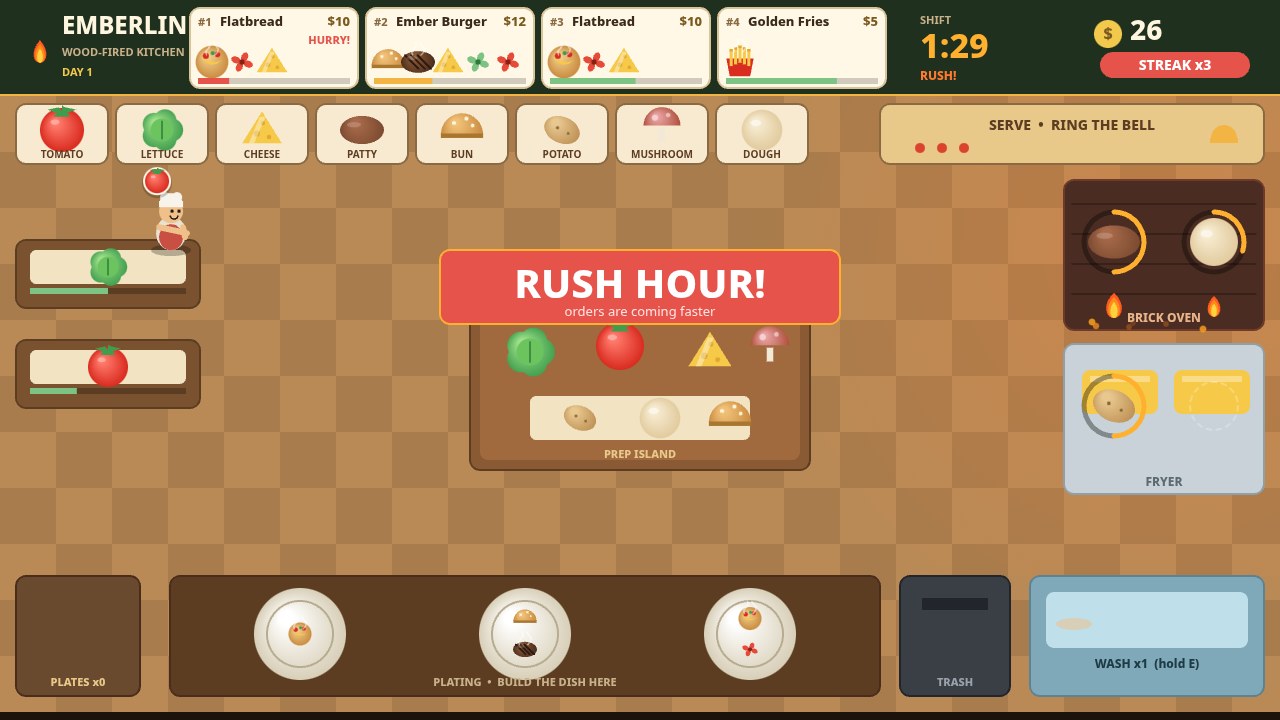 EMBERLIN
WOOD-FIRED KITCHEN
DAY 1
#1 Flatbread $10
HURRY!
#2 Ember Burger $12
#3 Flatbread $10
#4 Golden Fries $5
SHIFT
1:29
RUSH!
$ 26
STREAK x3
TOMATO
LETTUCE
CHEESE
PATTY
BUN
POTATO
MUSHROOM
DOUGH
SERVE • RING THE BELL
RUSH HOUR!
orders are coming faster
BRICK OVEN
PREP ISLAND
FRYER
PLATES x0
PLATING • BUILD THE DISH HERE
TRASH
WASH x1 (hold E)